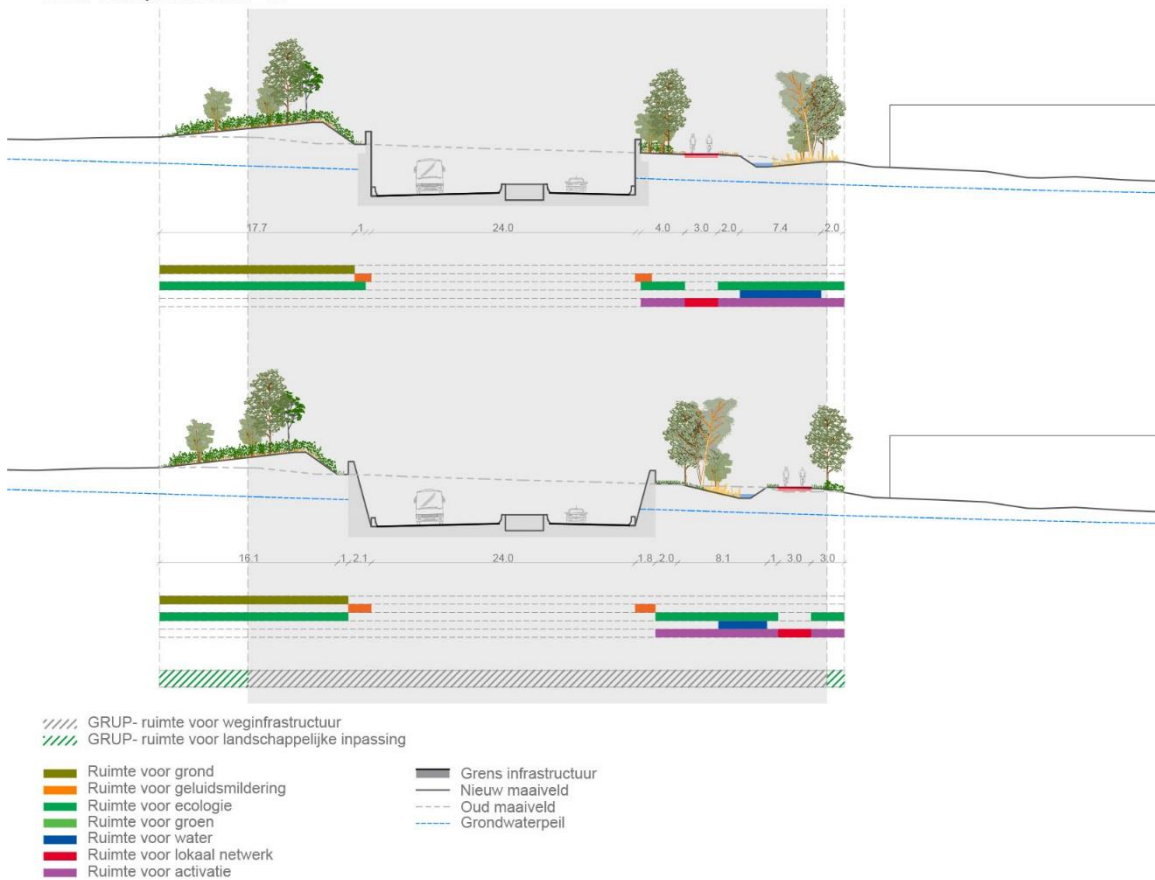 17.7 1 24.0 4.0 3.0 2.0 7.4 2.0
16.1 1 2.1 24.0 1.8 2.0 8.1 1 3.0 3.0
GRUP- ruimte voor weginfrastructuur
GRUP- ruimte voor landschappelijke inpassing
Ruimte voor grond
Ruimte voor geluidsmildering
Ruimte voor ecologie
Ruimte voor groen
Ruimte voor water
Ruimte voor lokaal netwerk
Ruimte voor activatie
Grens infrastructuur
Nieuw maaiveld
Oud maaiveld
Grondwaterpeil